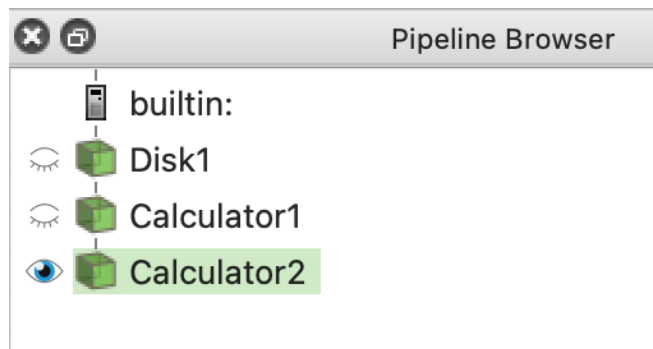 Pipeline Browser
builtin:
Disk1
Calculator1
Calculator2